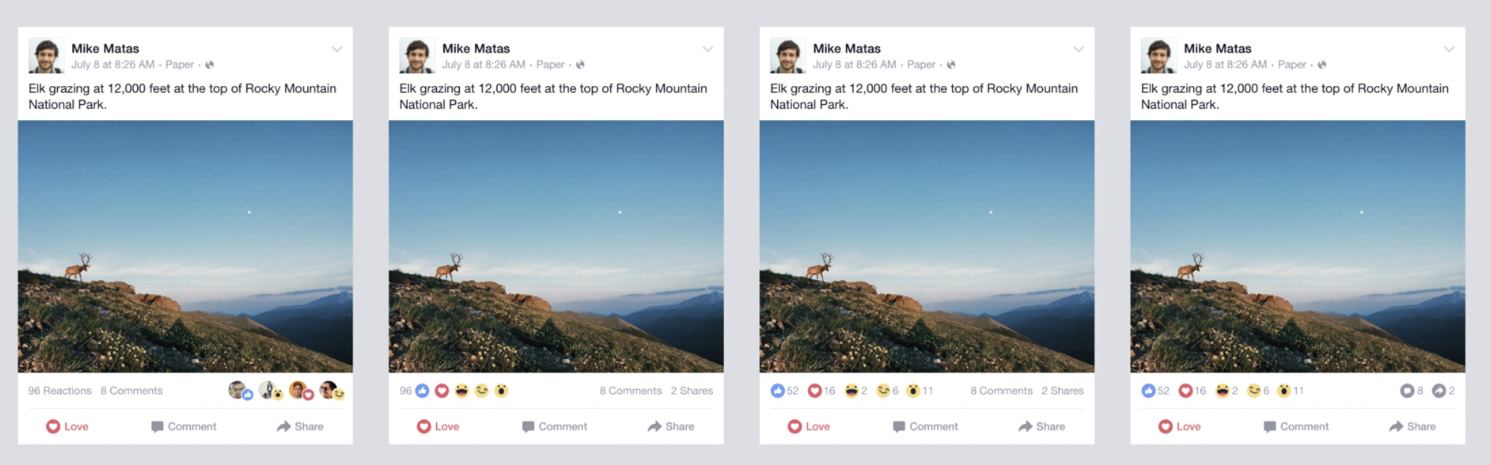 Mike Matas
July 8 at 8:26 AM · Paper ·
Elk grazing at 12,000 feet at the top of Rocky Mountain
National Park.
96 Reactions 8 Comments
Love Comment Share
Mike Matas
July 8 at 8:26 AM · Paper ·
Elk grazing at 12,000 feet at the top of Rocky Mountain
National Park.
96 8 Comments 2 Shares
Love Comment Share
Mike Matas
July 8 at 8:26 AM · Paper ·
Elk grazing at 12,000 feet at the top of Rocky Mountain
National Park.
52 16 2 6 11 8 Comments 2 Shares
Love Comment Share
Mike Matas
July 8 at 8:26 AM · Paper ·
Elk grazing at 12,000 feet at the top of Rocky Mountain
National Park.
52 16 2 6 11 8 2
Love Comment Share